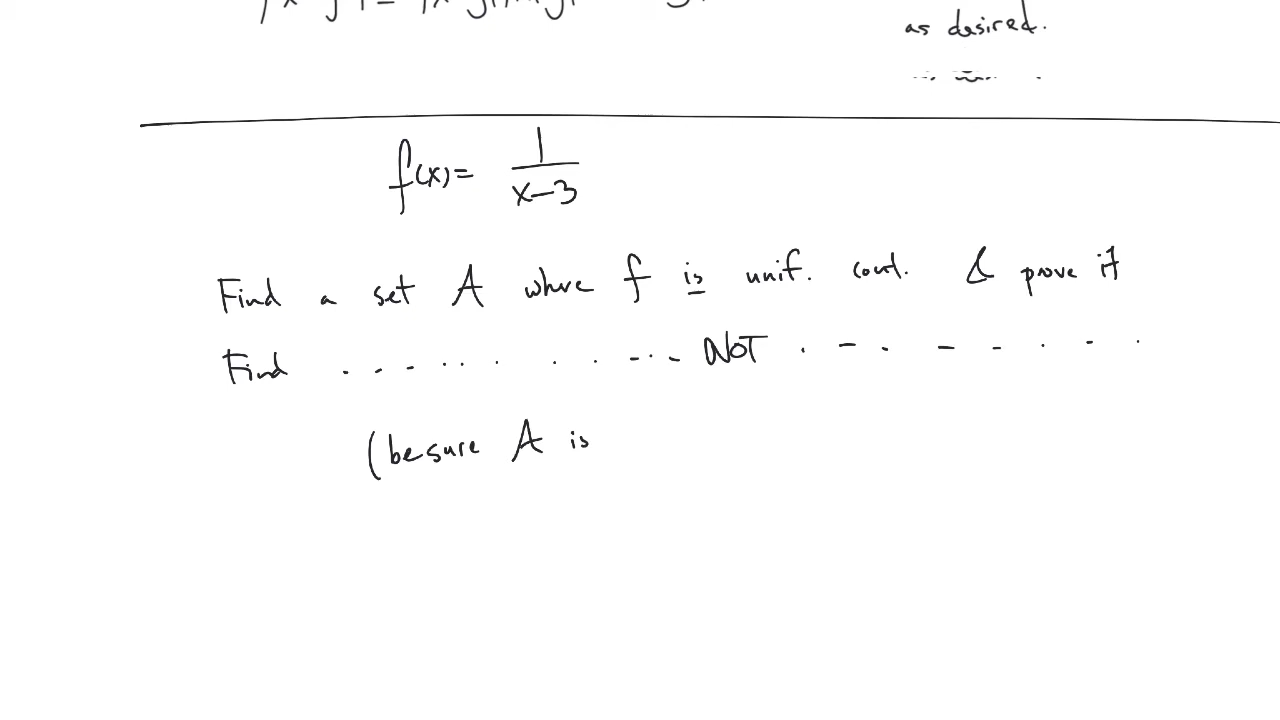 as desired.
f(x) = 1/(x-3)
Find a set A where f is unif. cont. & prove it
Find . . . . . . . . . . . . NOT . - . - - . - .
(be sure A is